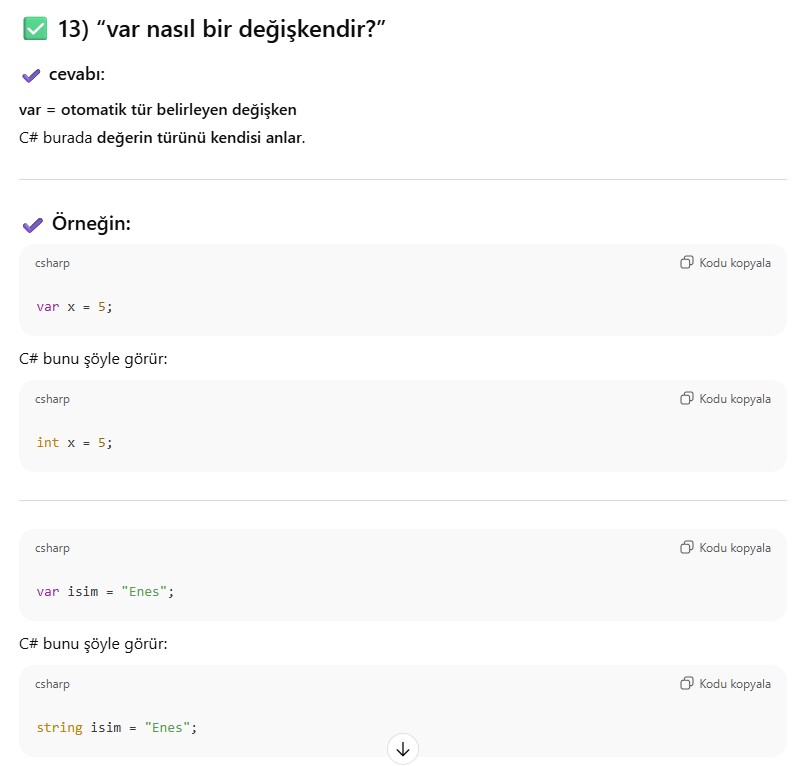 ✅ 13) “var nasıl bir değişkendir?”
✔ cevabı:
var = otomatik tür belirleyen değişken
C# burada değerin türünü kendisi anlar.
✔ Örneğin:
csharp Kodu kopyala
var x = 5;
C# bunu şöyle görür:
csharp Kodu kopyala
int x = 5;
csharp Kodu kopyala
var isim = "Enes";
C# bunu şöyle görür:
csharp Kodu kopyala
string isim = "Enes";